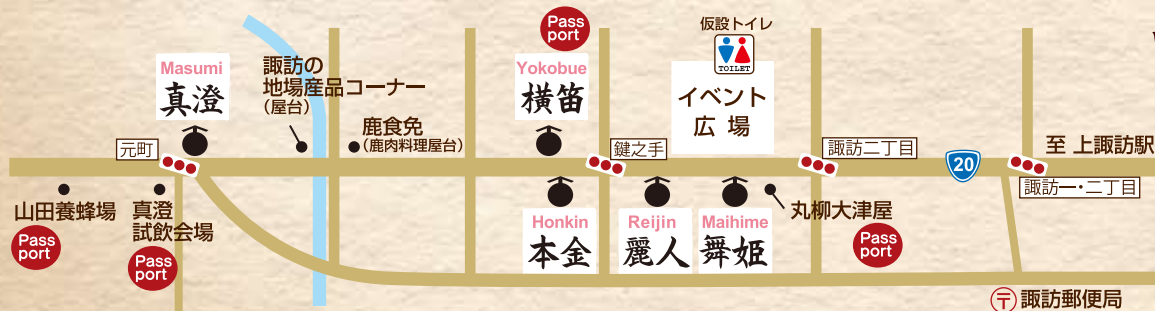 Pass
port
仮設トイレ
TOILET
Masumi
真澄
諏訪の
地場産品コーナー
（屋台）
鹿食免
（鹿肉料理屋台）
Yokobue
横笛
イベント
広場
元町
鍵之手
諏訪二丁目
20
至 上諏訪駅
諏訪一・二丁目
山田養蜂場
Pass
port
真澄
試飲会場
Pass
port
Honkin
本金
Reijin
麗人
Maihime
舞姫
丸柳大津屋
Pass
port
〒諏訪郵便局